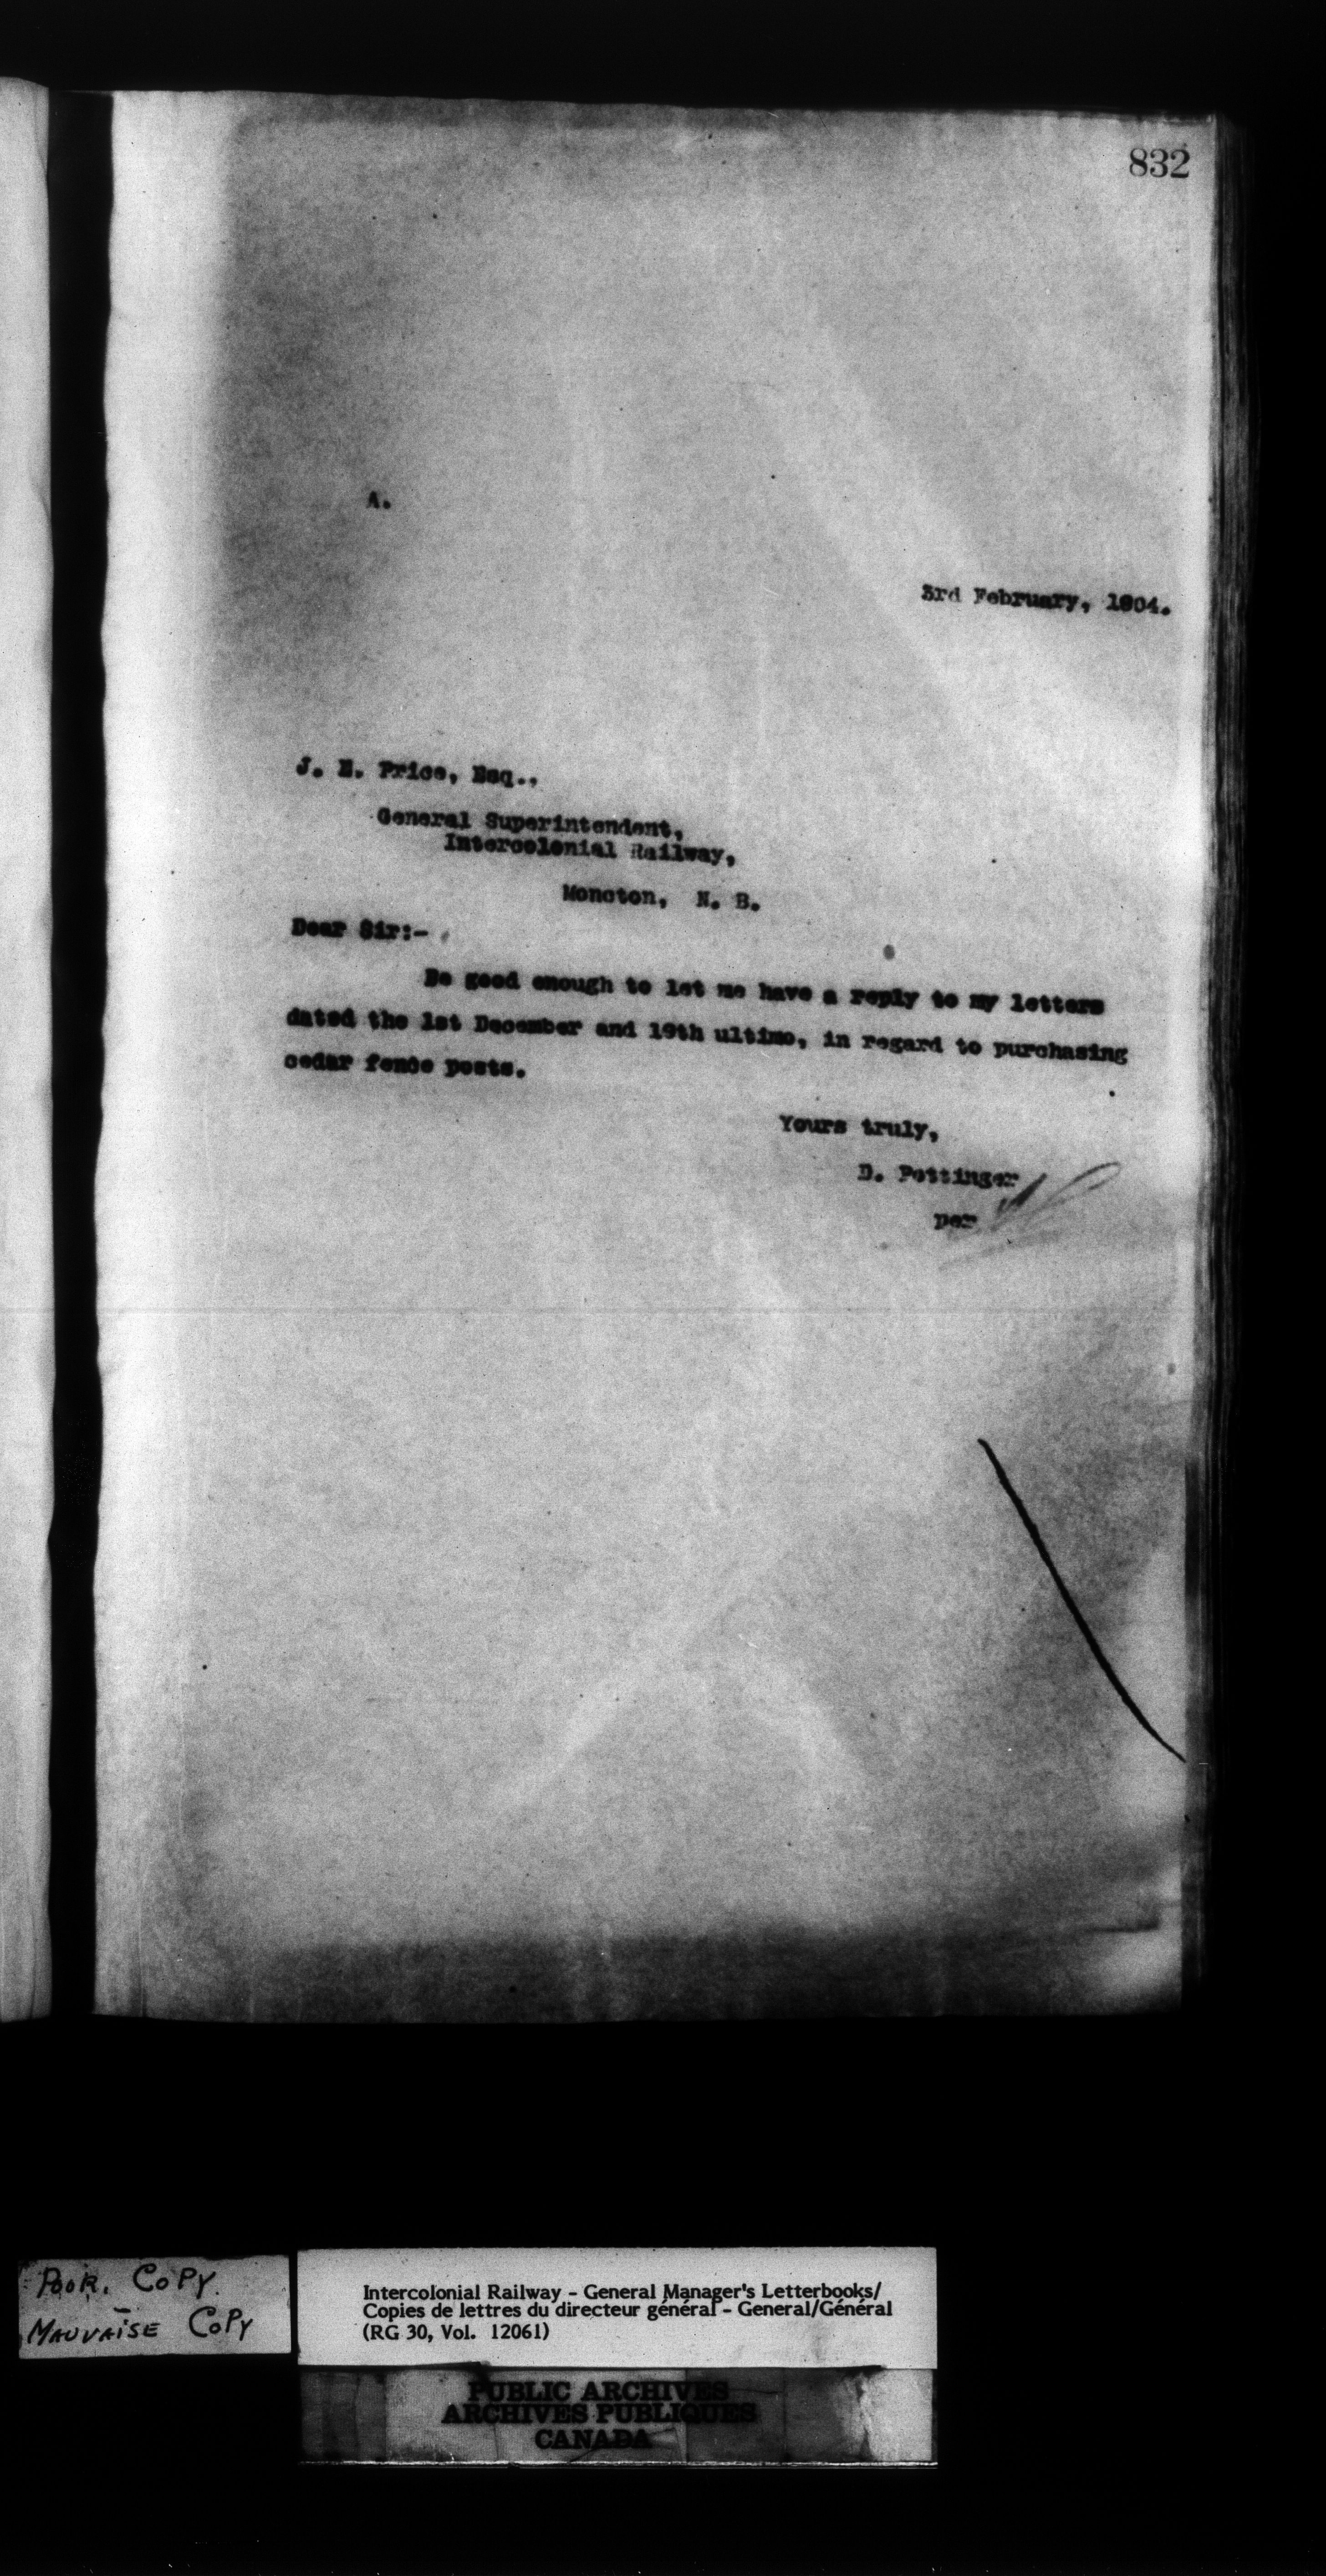 832
A.
3rd February, 1904.
J. E. Price, Esq.,
General Superintendent,
Intercolonial Railway,
Moncton, N. B.
Dear Sir:-
Be good enough to let me have a reply to my letters
dated the 1st December and 19th ultimo, in regard to purchasing
cedar fence posts.
Yours truly,
D. Pottinger
per
POOR. COPY.
MAUVAISE COPY
Intercolonial Railway - General Manager's Letterbooks/
Copies de lettres du directeur général - General/Général
(RG 30, Vol. 12061)
PUBLIC ARCHIVES
ARCHIVES PUBLIQUES
CANADA